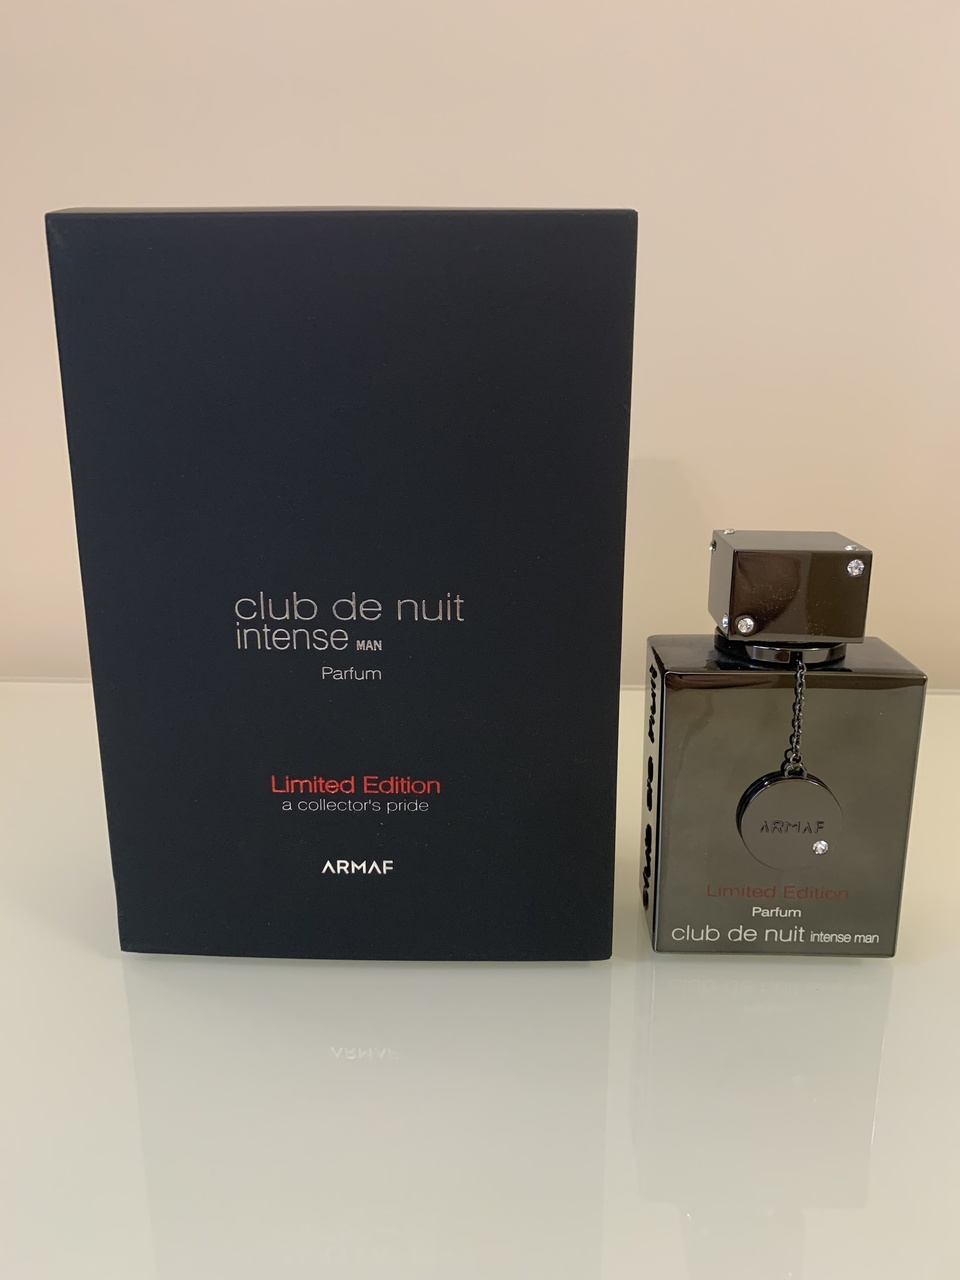 club de nuit
intense MAN
Parfum
Limited Edition
a collector's pride
ARMAF
ARMAF
Limited Edition
Parfum
club de nuit intense man